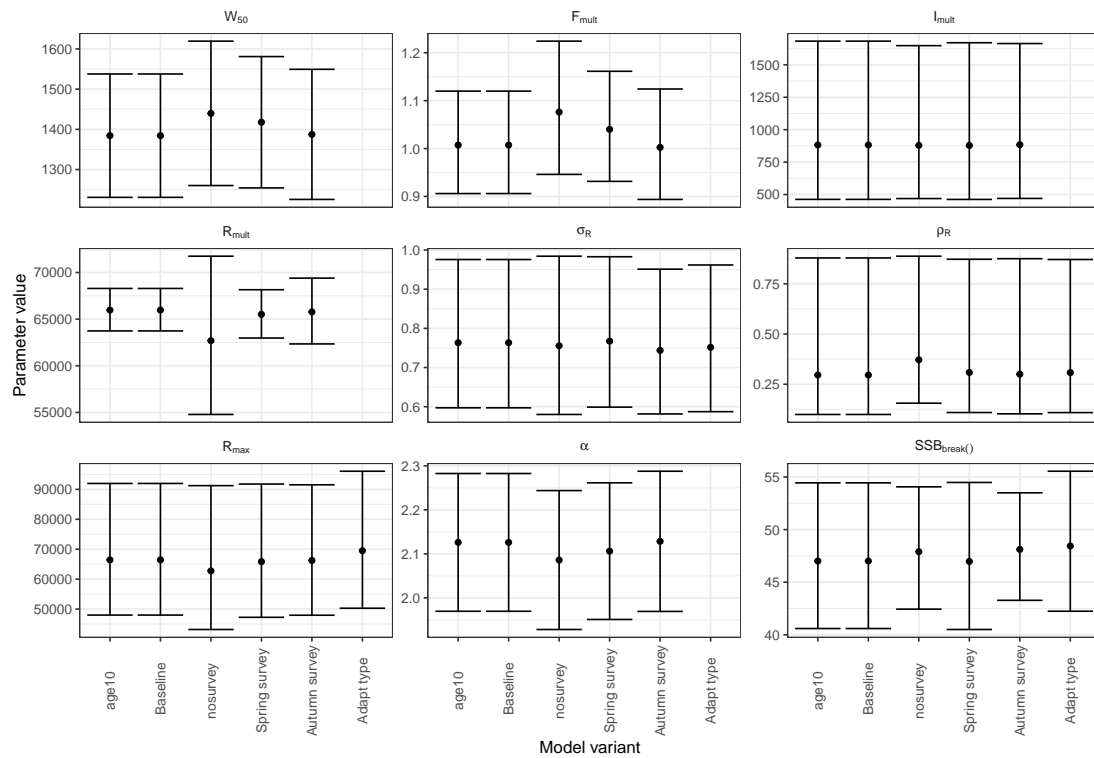 W50 Fmult Imult
1600
1500
1400
1300
1.2
1.1
1.0
0.9
1500
1250
1000
750
500
Rmult σR ρR
70000
65000
60000
55000
1.0
0.9
0.8
0.7
0.6
0.75
0.50
0.25
Parameter value
Rmax α SSBbreak()
90000
80000
70000
60000
50000
2.3
2.2
2.1
2.0
55
50
45
40
age10
Baseline
nosurvey
Spring survey
Autumn survey
Adapt type
age10
Baseline
nosurvey
Spring survey
Autumn survey
Adapt type
age10
Baseline
nosurvey
Spring survey
Autumn survey
Adapt type
Model variant